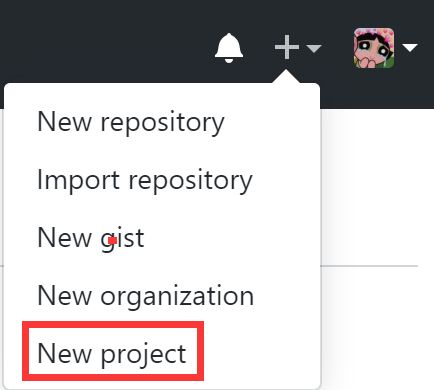 New repository
Import repository
New gist
New organization
New project